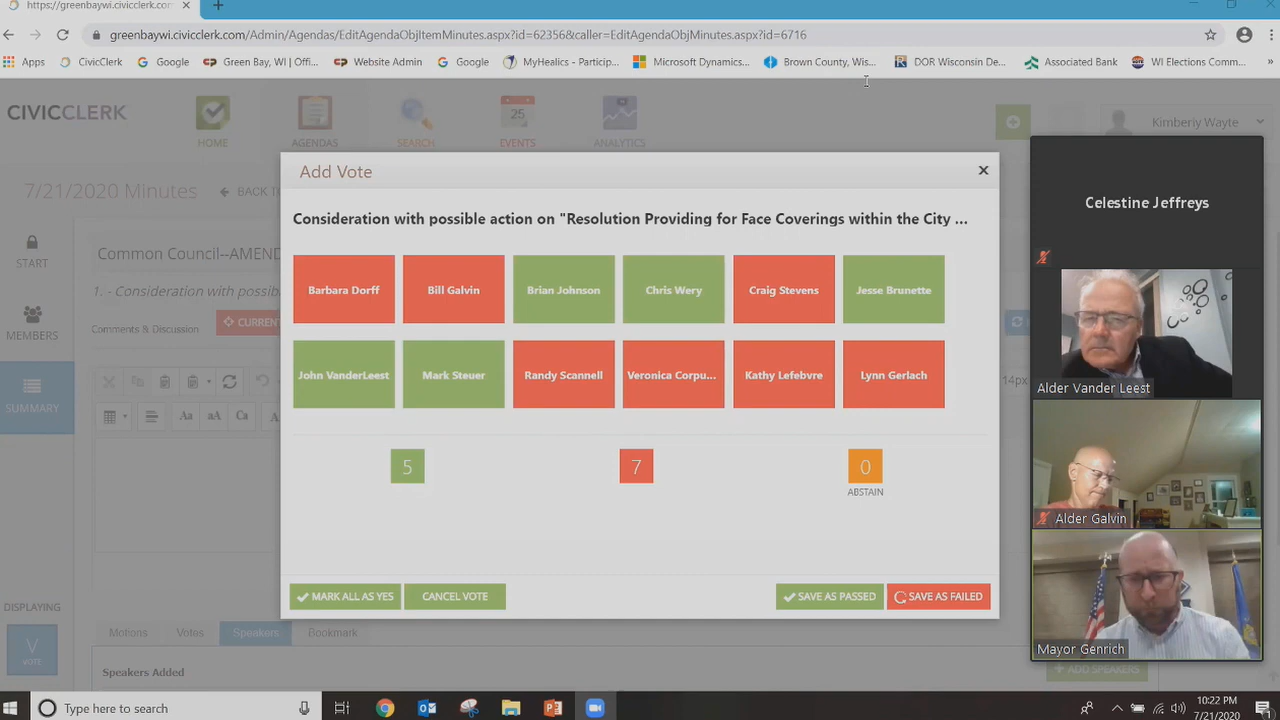 https://greenbaywi.civicclerk.co
greenbaywi.civicclerk.com/Admin/Agendas/EditAgendaObjItemMinutes.aspx?id=62356&caller=EditAgendaObjMinutes.aspx?id=6716
Apps CivicClerk Google Green Bay, WI | Offi... Website Admin Google MyHealics - Particip... Microsoft Dynamics... Brown County, Wis... DOR Wisconsin De... Associated Bank WI Elections Comm...
CIVICCLERK
25
HOME AGENDAS SEARCH EVENTS ANALYTICS
Kimberly Wayte
7/21/2020 Minutes
BACK T
Add Vote
Consideration with possible action on "Resolution Providing for Face Coverings within the City ...
START
MEMBERS
SUMMARY
Common Council--AMEND
1. - Consideration with possi
Comments & Discussion
CURRENT
14px
Barbara Dorff
Bill Galvin
Brian Johnson
Chris Wery
Craig Stevens
Jesse Brunette
John VanderLeest
Mark Steuer
Randy Scannell
Veronica Corpu...
Kathy Lefebvre
Lynn Gerlach
5
7
0
ABSTAIN
MARK ALL AS YES
CANCEL VOTE
SAVE AS PASSED
SAVE AS FAILED
DISPLAYING
V
VOTE
Motions Votes Speakers Bookmark
Speakers Added
+ ADD SPEAKERS
Celestine Jeffreys
Alder Vander Leest
Alder Galvin
Mayor Genrich
Type here to search
10:22 PM
7/21/2020